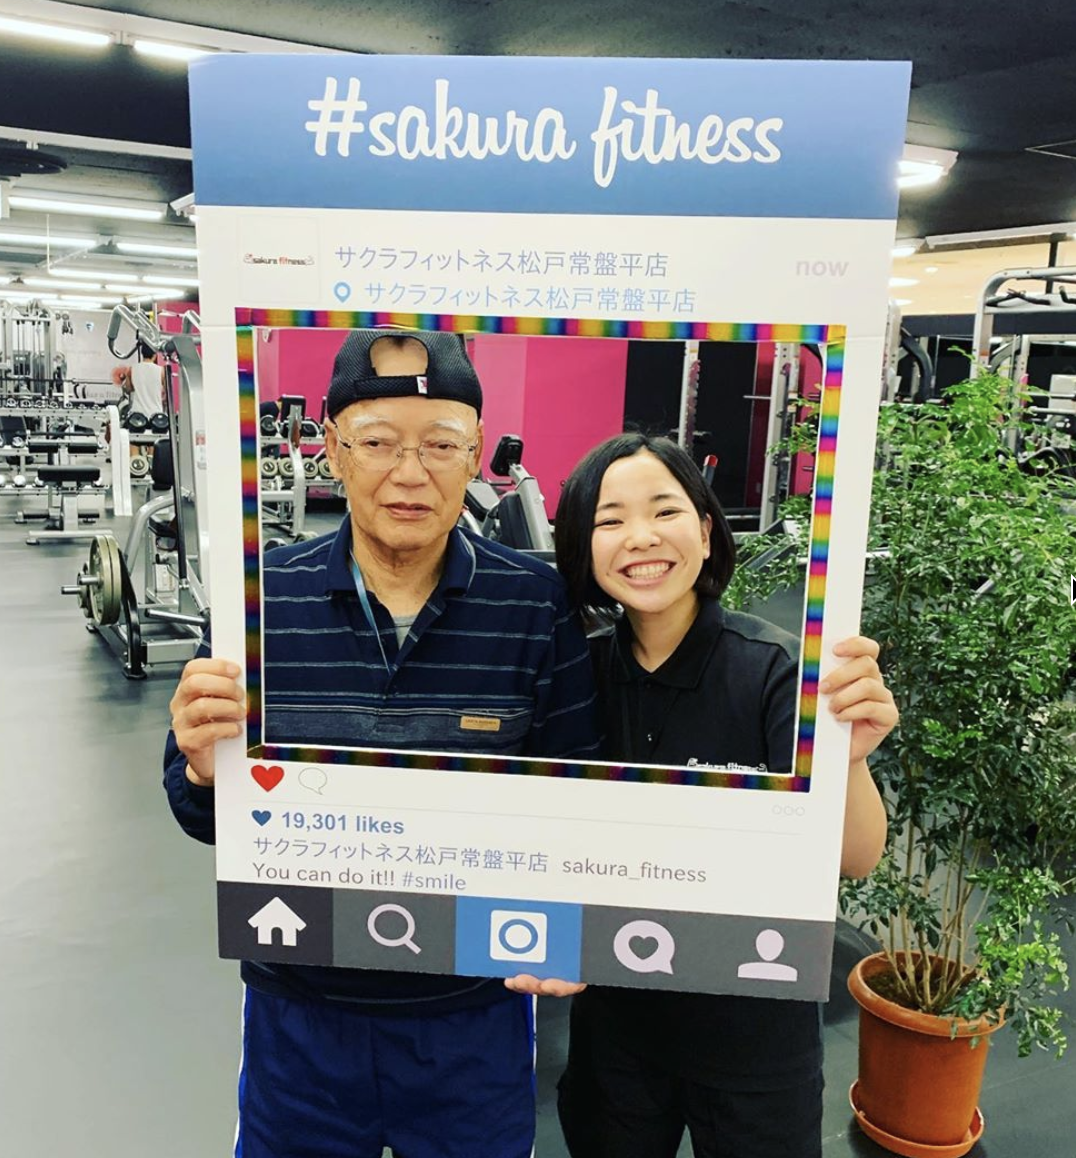 #sakura fitness
sakura fitness
サクラフィットネス松戸常盤平店
now
サクラフィットネス松戸常盤平店
sakura fitness
19,301 likes
サクラフィットネス松戸常盤平店 sakura_fitness
You can do it!! #smile